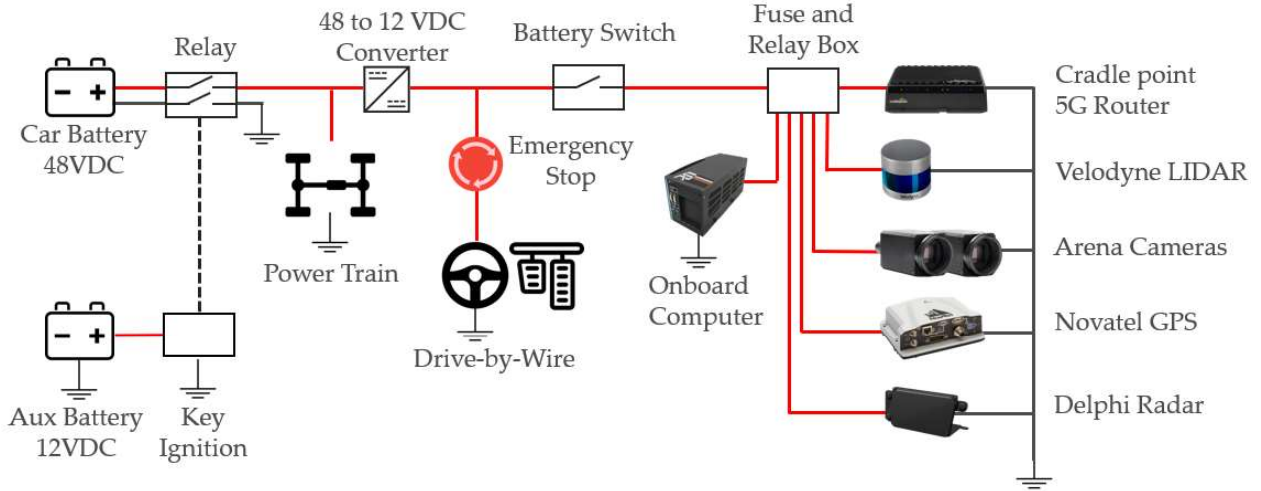 48 to 12 VDC
Converter
Relay
Battery Switch
Fuse and
Relay Box
Car Battery
48VDC
Emergency
Stop
Cradle point
5G Router
Velodyne LIDAR
Power Train
Onboard
Computer
Arena Cameras
Drive-by-Wire
Novatel GPS
Aux Battery
12VDC
Key
Ignition
Delphi Radar